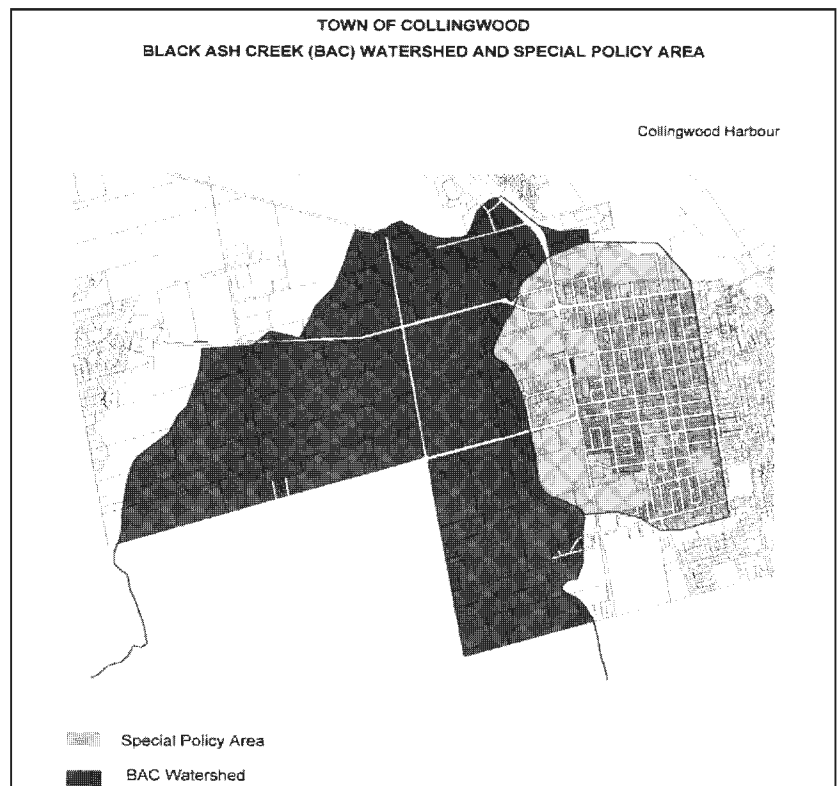 TOWN OF COLLINGWOOD
BLACK ASH CREEK (BAC) WATERSHED AND SPECIAL POLICY AREA
Collingwood Harbour
Special Policy Area
BAC Watershed